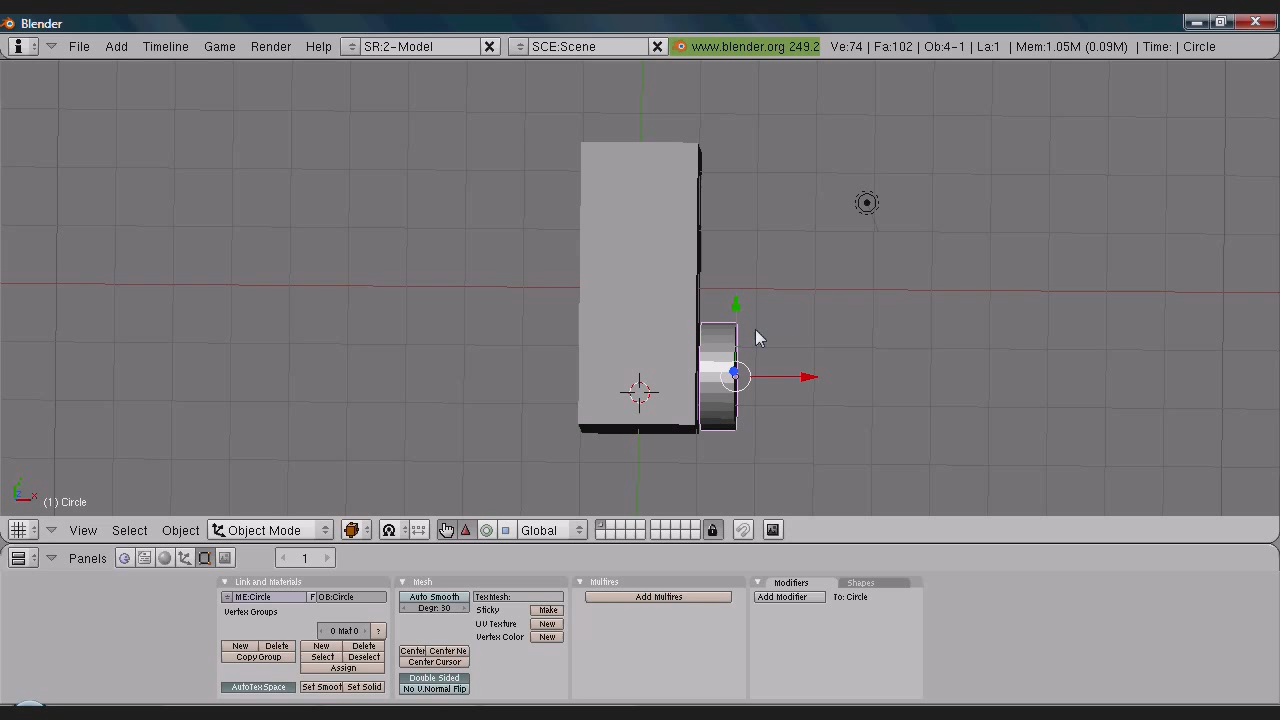 Blender
File Add Timeline Game Render Help SR:2-Model SCE:Scene www.blender.org 249.2 Ve:74 | Fa:102 | Ob:4-1 | La:1 | Mem:1.05M (0.09M) | Time: | Circle
(1) Circle
View Select Object Object Mode Global
Panels 1
Link and Materials Mesh Multires Modifiers Shapes
ME:Circle F OB:Circle Auto Smooth TexMesh: Add Multires Add Modifier To: Circle
Vertex Groups Degr: 30 Sticky Make
UV Texture New
0 Mat 0 ? Vertex Color New
New Delete New Delete
Copy Group Select Deselect Center Center Ne
Assign Center Cursor
Double Sided
AutoTexSpace Set Smoot Set Solid No V.Normal Flip